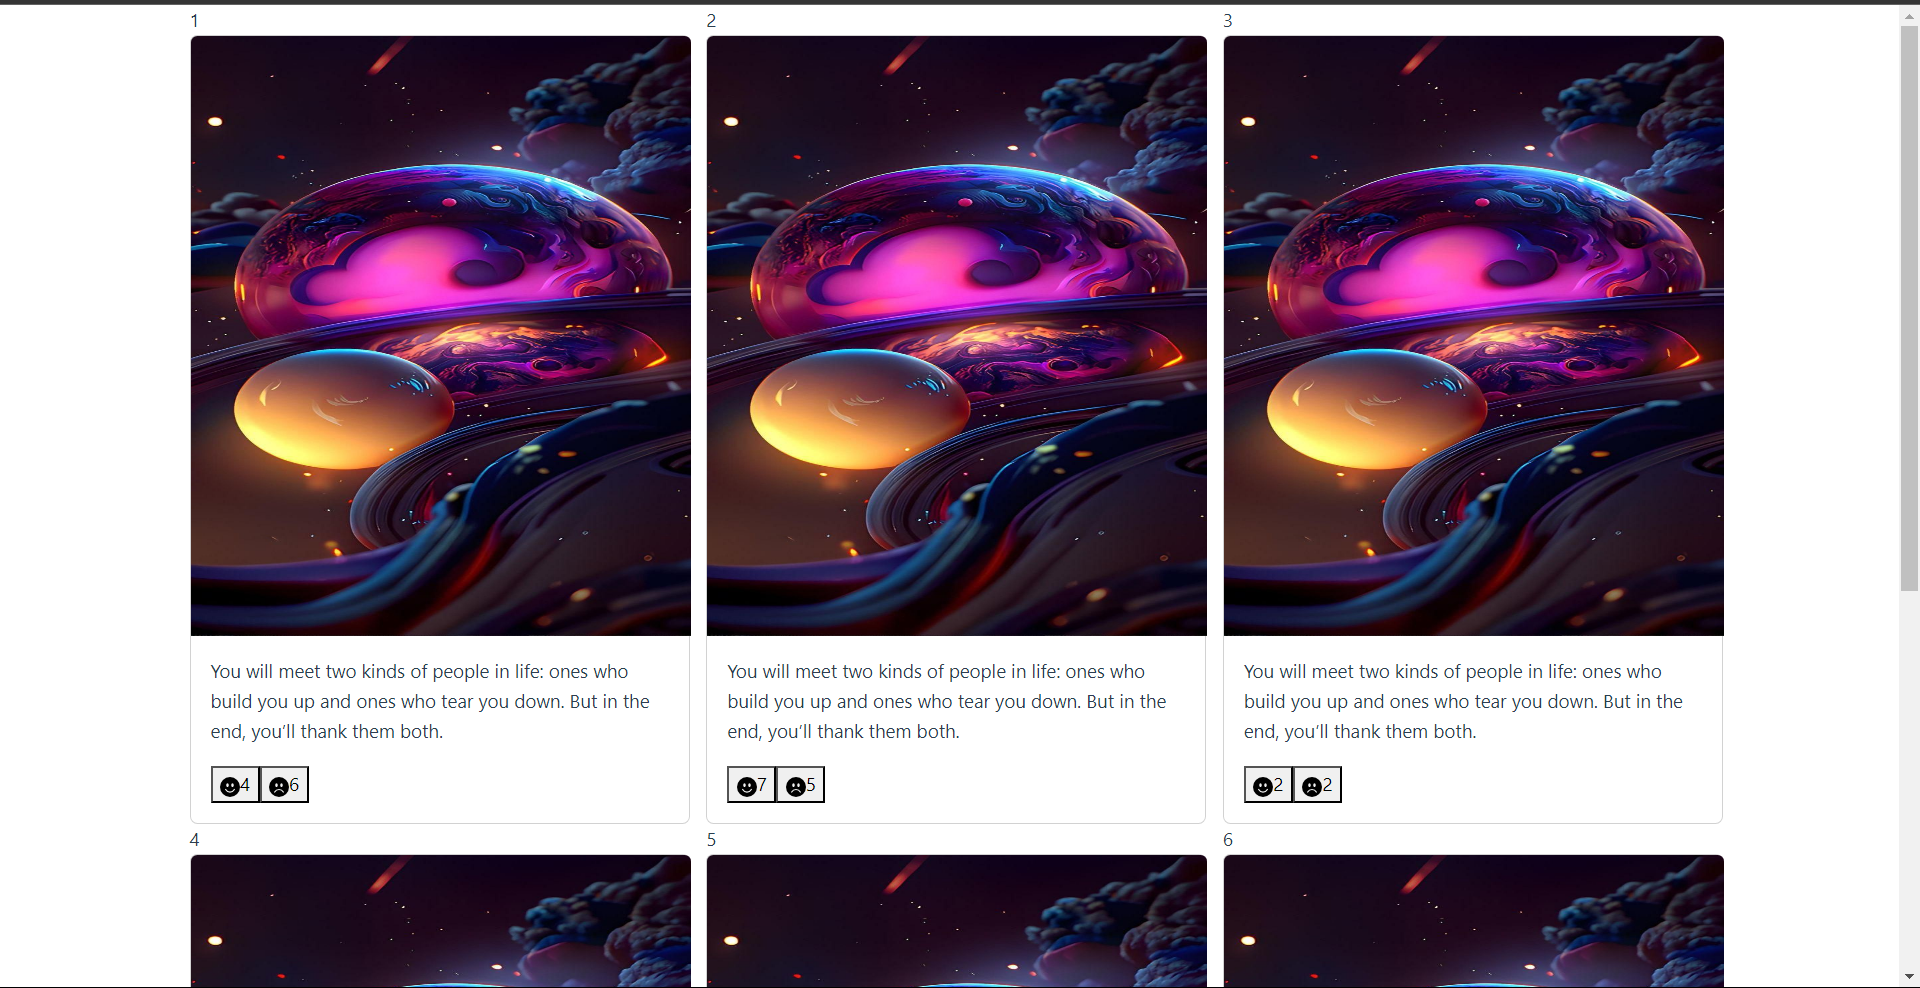 1 2 3
You will meet two kinds of people in life: ones who
build you up and ones who tear you down. But in the
end, you’ll thank them both.
4 6
You will meet two kinds of people in life: ones who
build you up and ones who tear you down. But in the
end, you’ll thank them both.
7 5
You will meet two kinds of people in life: ones who
build you up and ones who tear you down. But in the
end, you’ll thank them both.
2 2
4 5 6